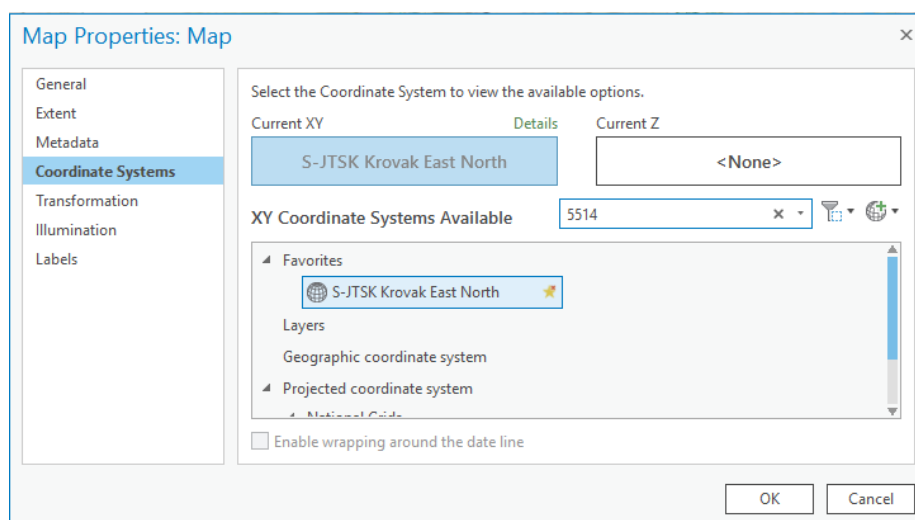 Map Properties: Map
General
Extent
Metadata
Coordinate Systems
Transformation
Illumination
Labels
Select the Coordinate System to view the available options.
Current XY Details Current Z
S-JTSK Krovak East North <None>
XY Coordinate Systems Available 5514
Favorites
S-JTSK Krovak East North
Layers
Geographic coordinate system
Projected coordinate system
National Grids
Enable wrapping around the date line
OK Cancel